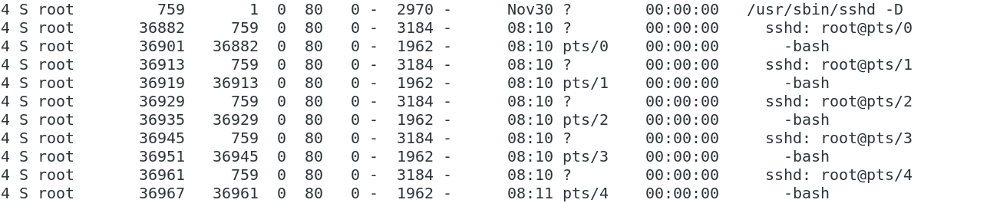 4 S root 759 1 0 80 0 - 2970 - Nov30 ? 00:00:00 /usr/sbin/sshd -D
4 S root 36882 759 0 80 0 - 3184 - 08:10 ? 00:00:00 sshd: root@pts/0
4 S root 36901 36882 0 80 0 - 1962 - 08:10 pts/0 00:00:00 -bash
4 S root 36913 759 0 80 0 - 3184 - 08:10 ? 00:00:00 sshd: root@pts/1
4 S root 36919 36913 0 80 0 - 1962 - 08:10 pts/1 00:00:00 -bash
4 S root 36929 759 0 80 0 - 3184 - 08:10 ? 00:00:00 sshd: root@pts/2
4 S root 36935 36929 0 80 0 - 1962 - 08:10 pts/2 00:00:00 -bash
4 S root 36945 759 0 80 0 - 3184 - 08:10 ? 00:00:00 sshd: root@pts/3
4 S root 36951 36945 0 80 0 - 1962 - 08:10 pts/3 00:00:00 -bash
4 S root 36961 759 0 80 0 - 3184 - 08:10 ? 00:00:00 sshd: root@pts/4
4 S root 36967 36961 0 80 0 - 1962 - 08:11 pts/4 00:00:00 -bash